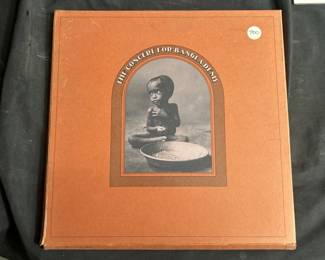 THE CONCERT FOR BANGLA DESH